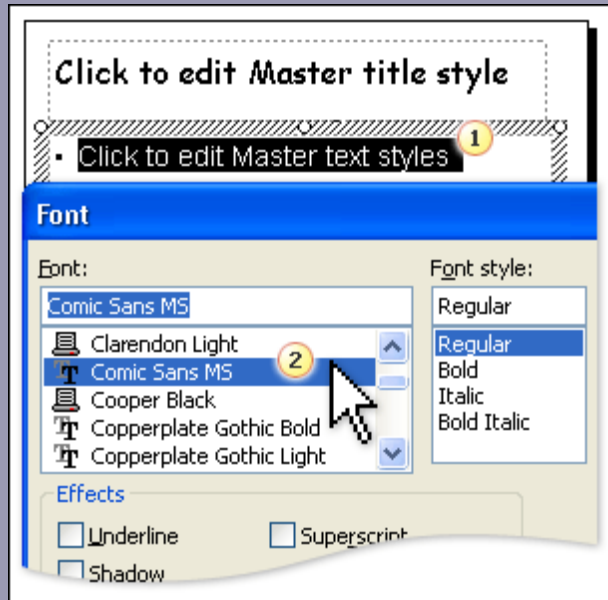 Click to edit Master title style
1
▪ Click to edit Master text styles
Font
Font:
Font style:
Comic Sans MS
Regular
Clarendon Light
Comic Sans MS
2
Cooper Black
Copperplate Gothic Bold
Copperplate Gothic Light
Regular
Bold
Italic
Bold Italic
Effects
Underline
Superscript
Shadow